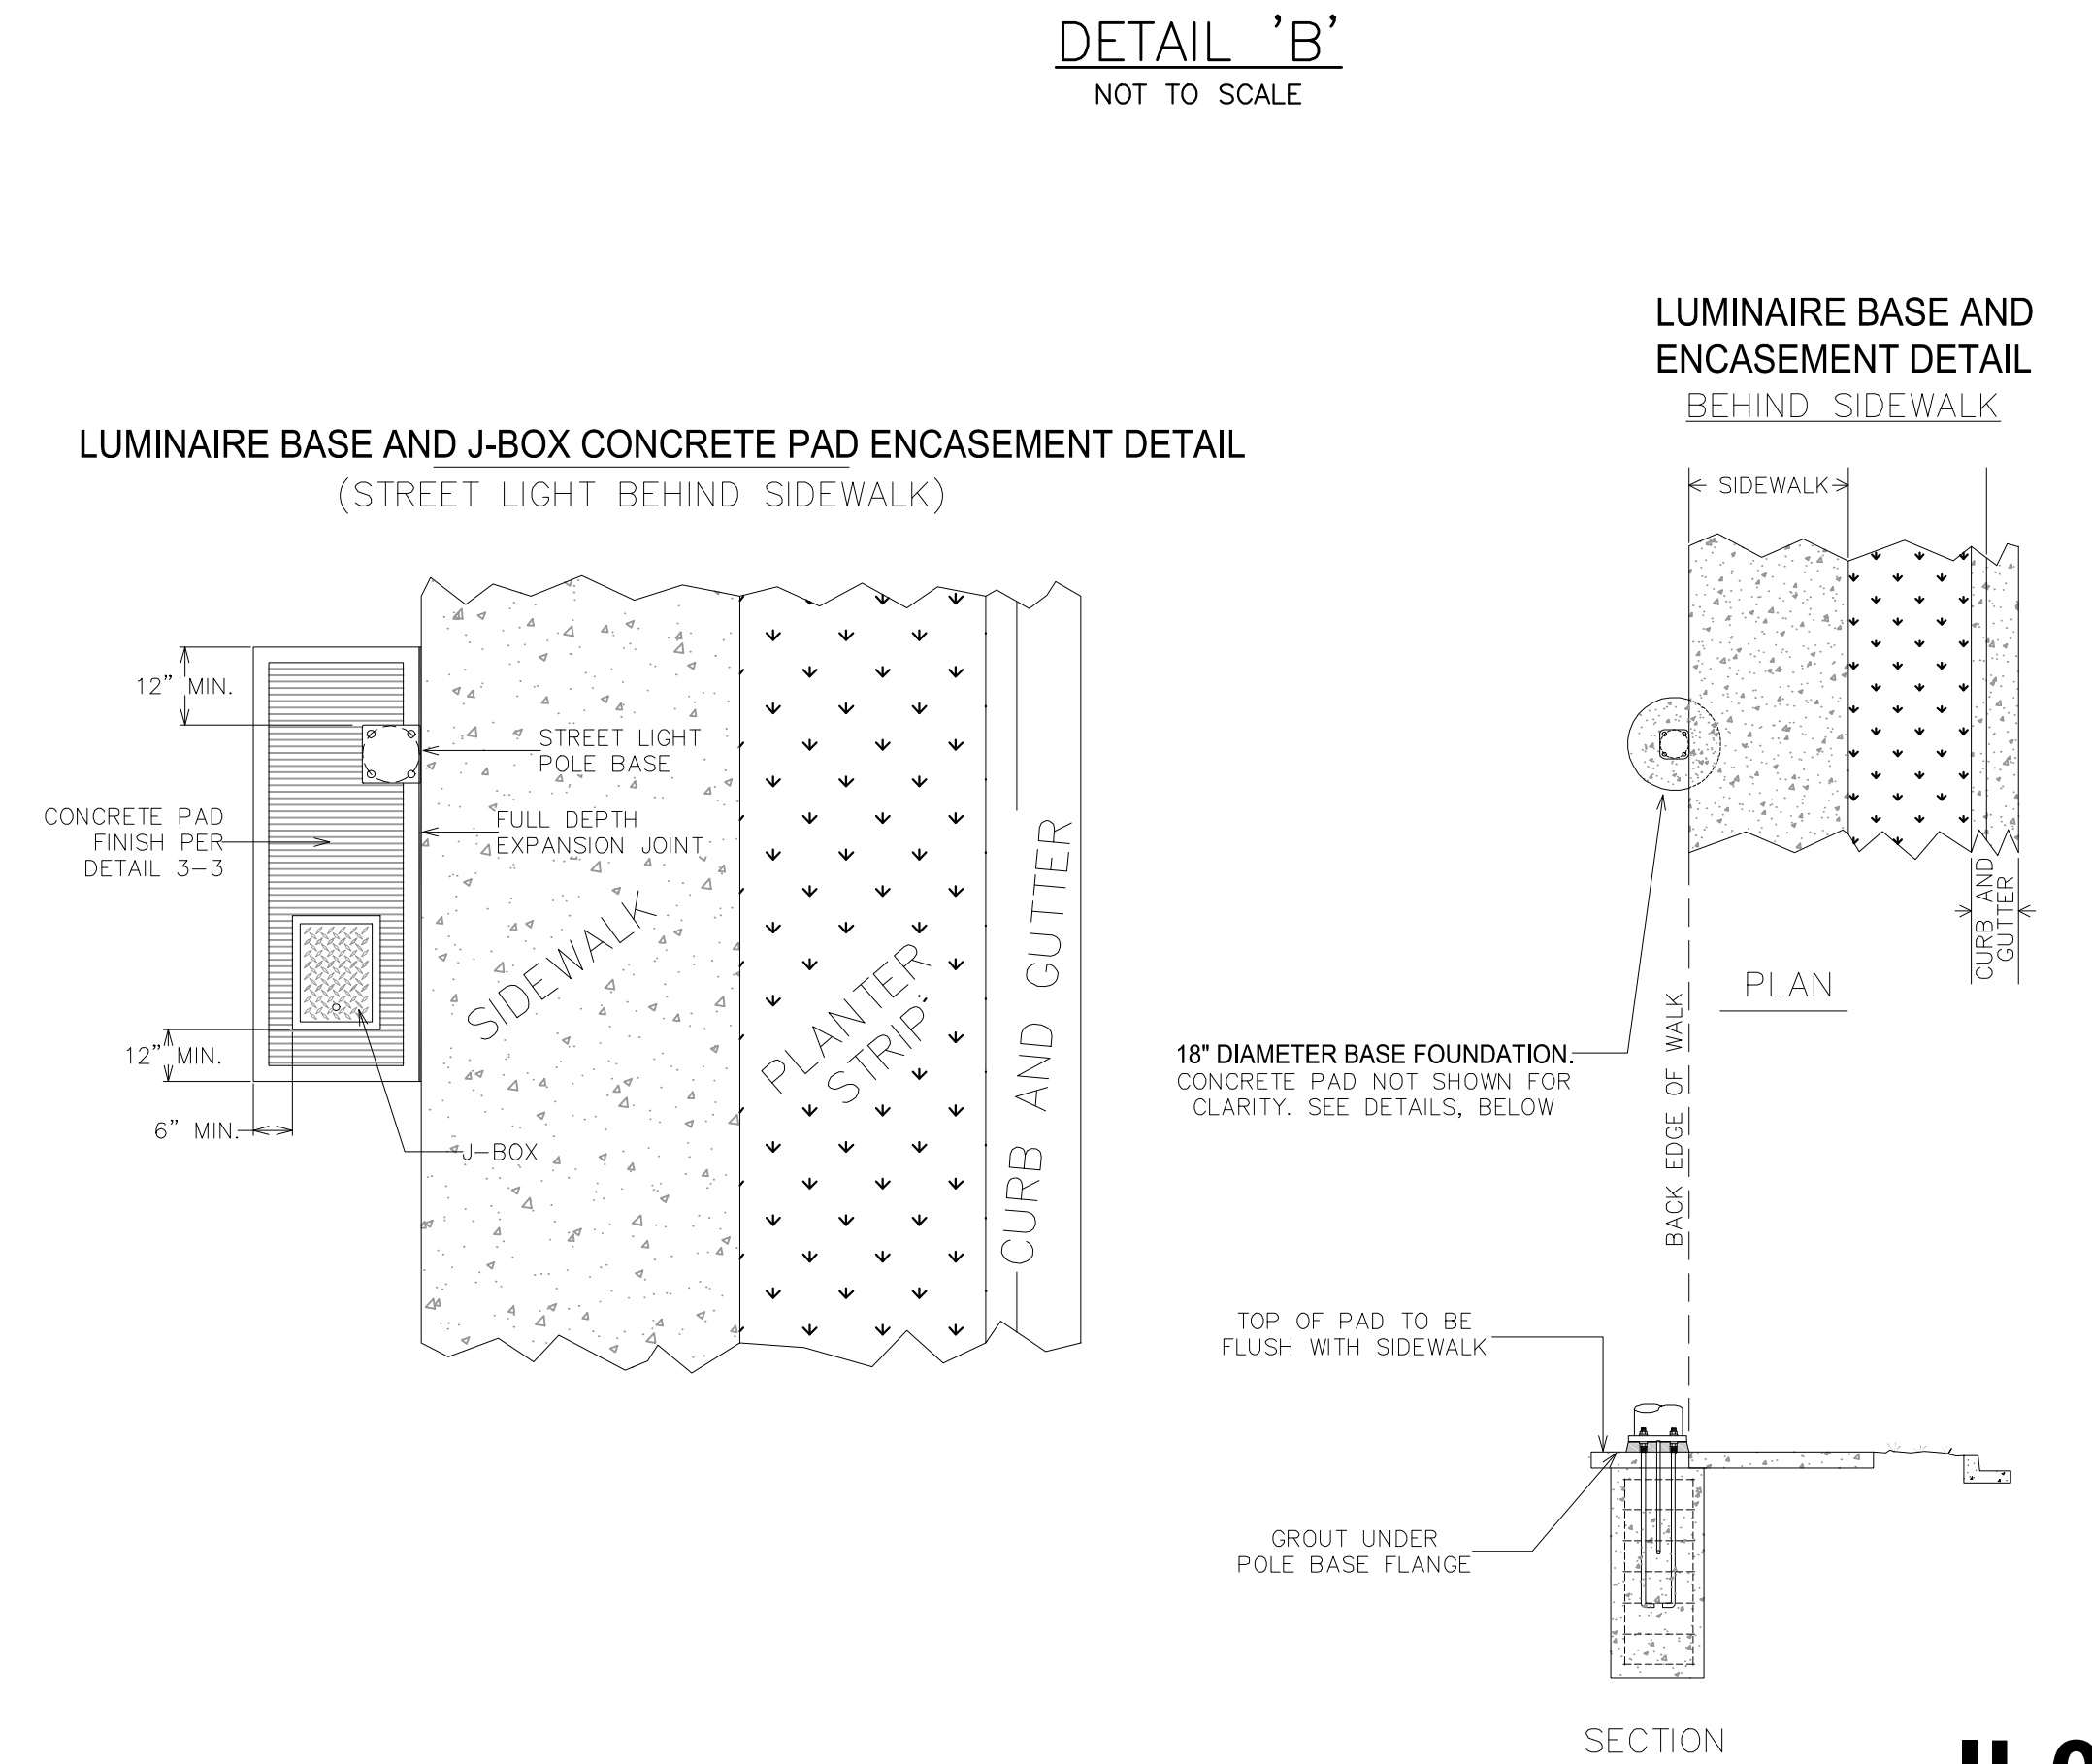 DETAIL 'B'
NOT TO SCALE
LUMINAIRE BASE AND J-BOX CONCRETE PAD ENCASEMENT DETAIL
(STREET LIGHT BEHIND SIDEWALK)
12" MIN.
STREET LIGHT
POLE BASE
CONCRETE PAD
FINISH PER
DETAIL 3-3
FULL DEPTH
EXPANSION JOINT
SIDEWALK
PLANTER
STRIP
CURB AND GUTTER
12" MIN.
6" MIN.
J-BOX
LUMINAIRE BASE AND
ENCASEMENT DETAIL
BEHIND SIDEWALK
SIDEWALK
CURB AND
GUTTER
PLAN
18" DIAMETER BASE FOUNDATION.
CONCRETE PAD NOT SHOWN FOR
CLARITY. SEE DETAILS, BELOW
BACK EDGE OF WALK
TOP OF PAD TO BE
FLUSH WITH SIDEWALK
GROUT UNDER
POLE BASE FLANGE
SECTION